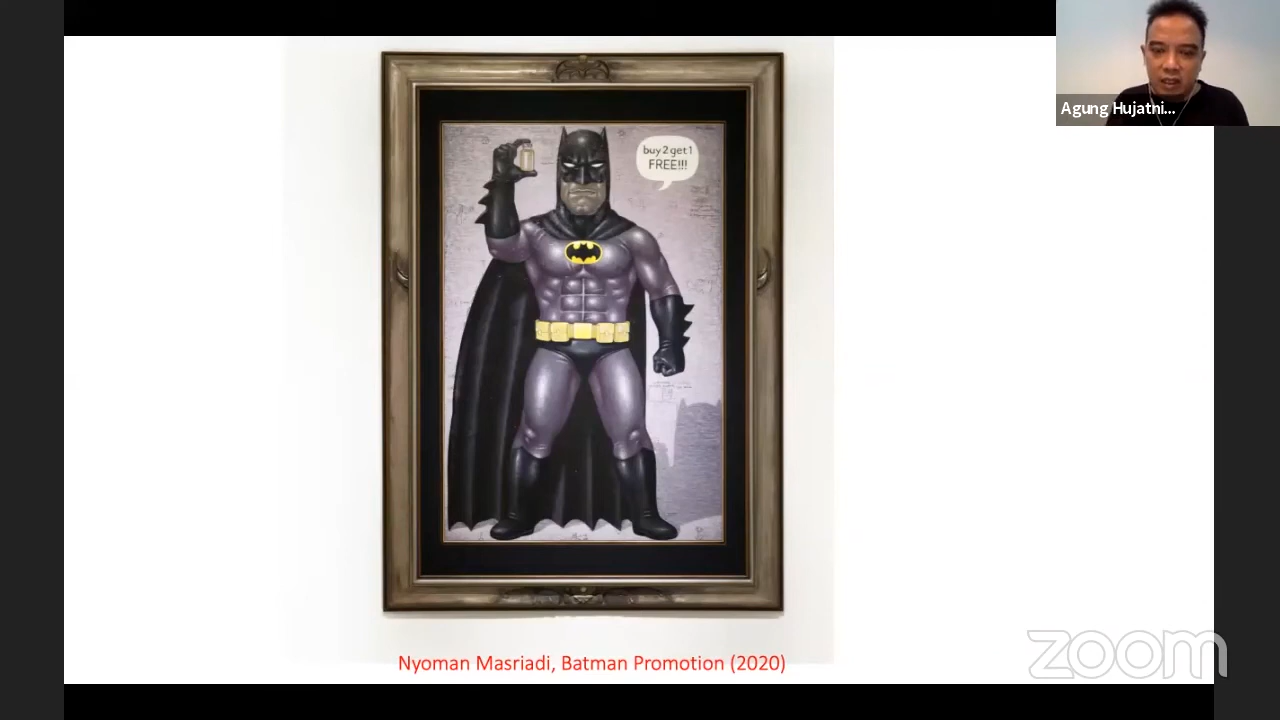 Agung Hujatni...
buy 2 get 1
FREE!!!
Nyoman Masriadi, Batman Promotion (2020)
zoom